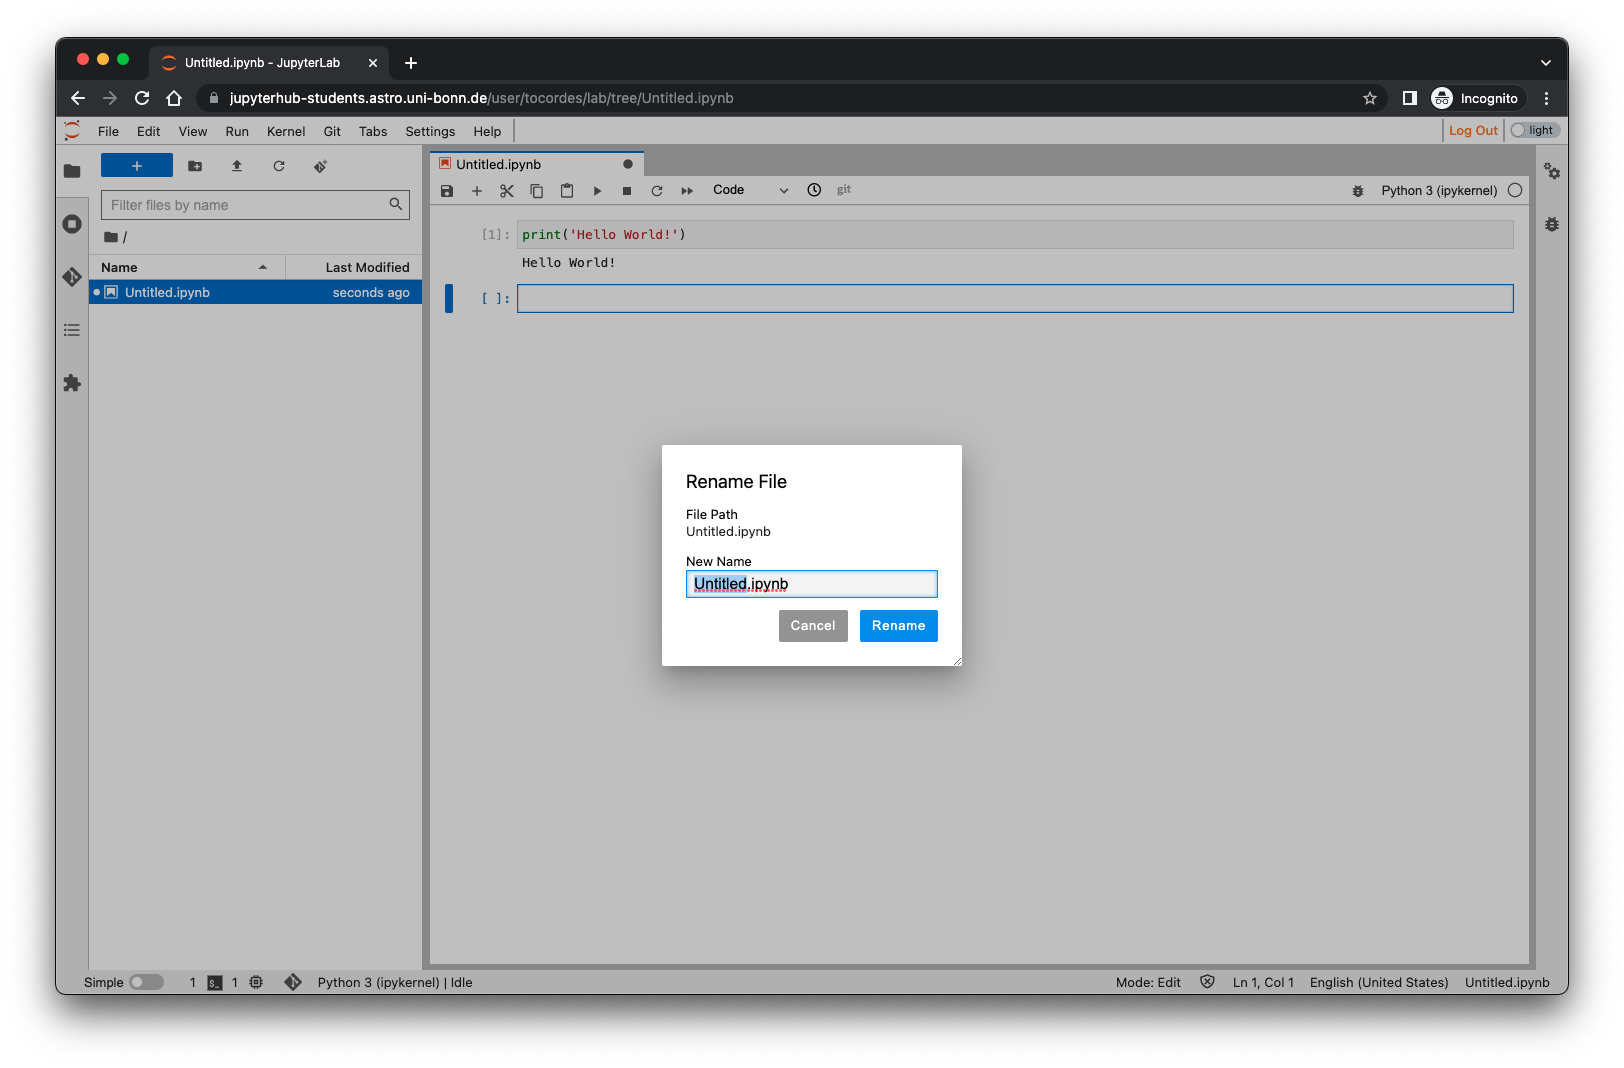 Untitled.ipynb - JupyterLab
jupyterhub-students.astro.uni-bonn.de/user/tocordes/lab/tree/Untitled.ipynb
Incognito
File Edit View Run Kernel Git Tabs Settings Help
Log Out
light
Filter files by name
/
Name Last Modified
Untitled.ipynb seconds ago
Untitled.ipynb
Code
git
Python 3 (ipykernel)
[1]: print('Hello World!')
Hello World!
[ ]:
Rename File
File Path
Untitled.ipynb
New Name
Untitled.ipynb
Cancel Rename
Simple 1 $_ 1 Python 3 (ipykernel) | Idle
Mode: Edit Ln 1, Col 1 English (United States) Untitled.ipynb